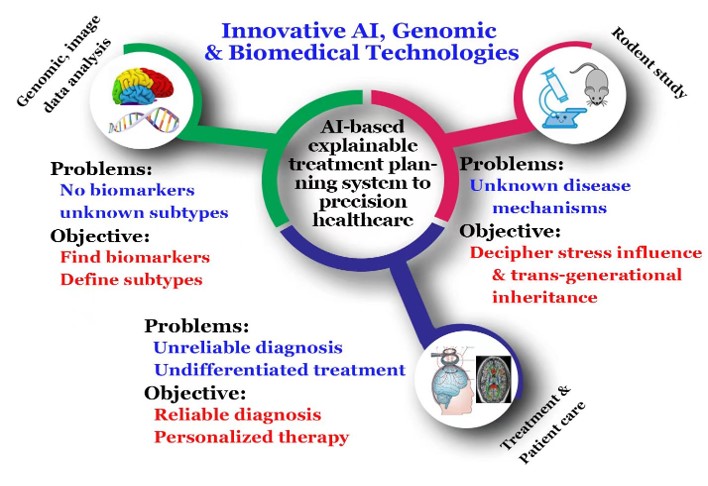 Innovative AI, Genomic
& Biomedical Technologies
Genomic, image
data analysis
Rodent study
AI-based
explainable
treatment plan-
ning system to
precision
healthcare
Problems:
No biomarkers
unknown subtypes
Objective:
Find biomarkers
Define subtypes
Problems:
Unknown disease
mechanisms
Objective:
Decipher stress influence
& trans-generational
inheritance
Problems:
Unreliable diagnosis
Undifferentiated treatment
Objective:
Reliable diagnosis
Personalized therapy
Treatment &
Patient care